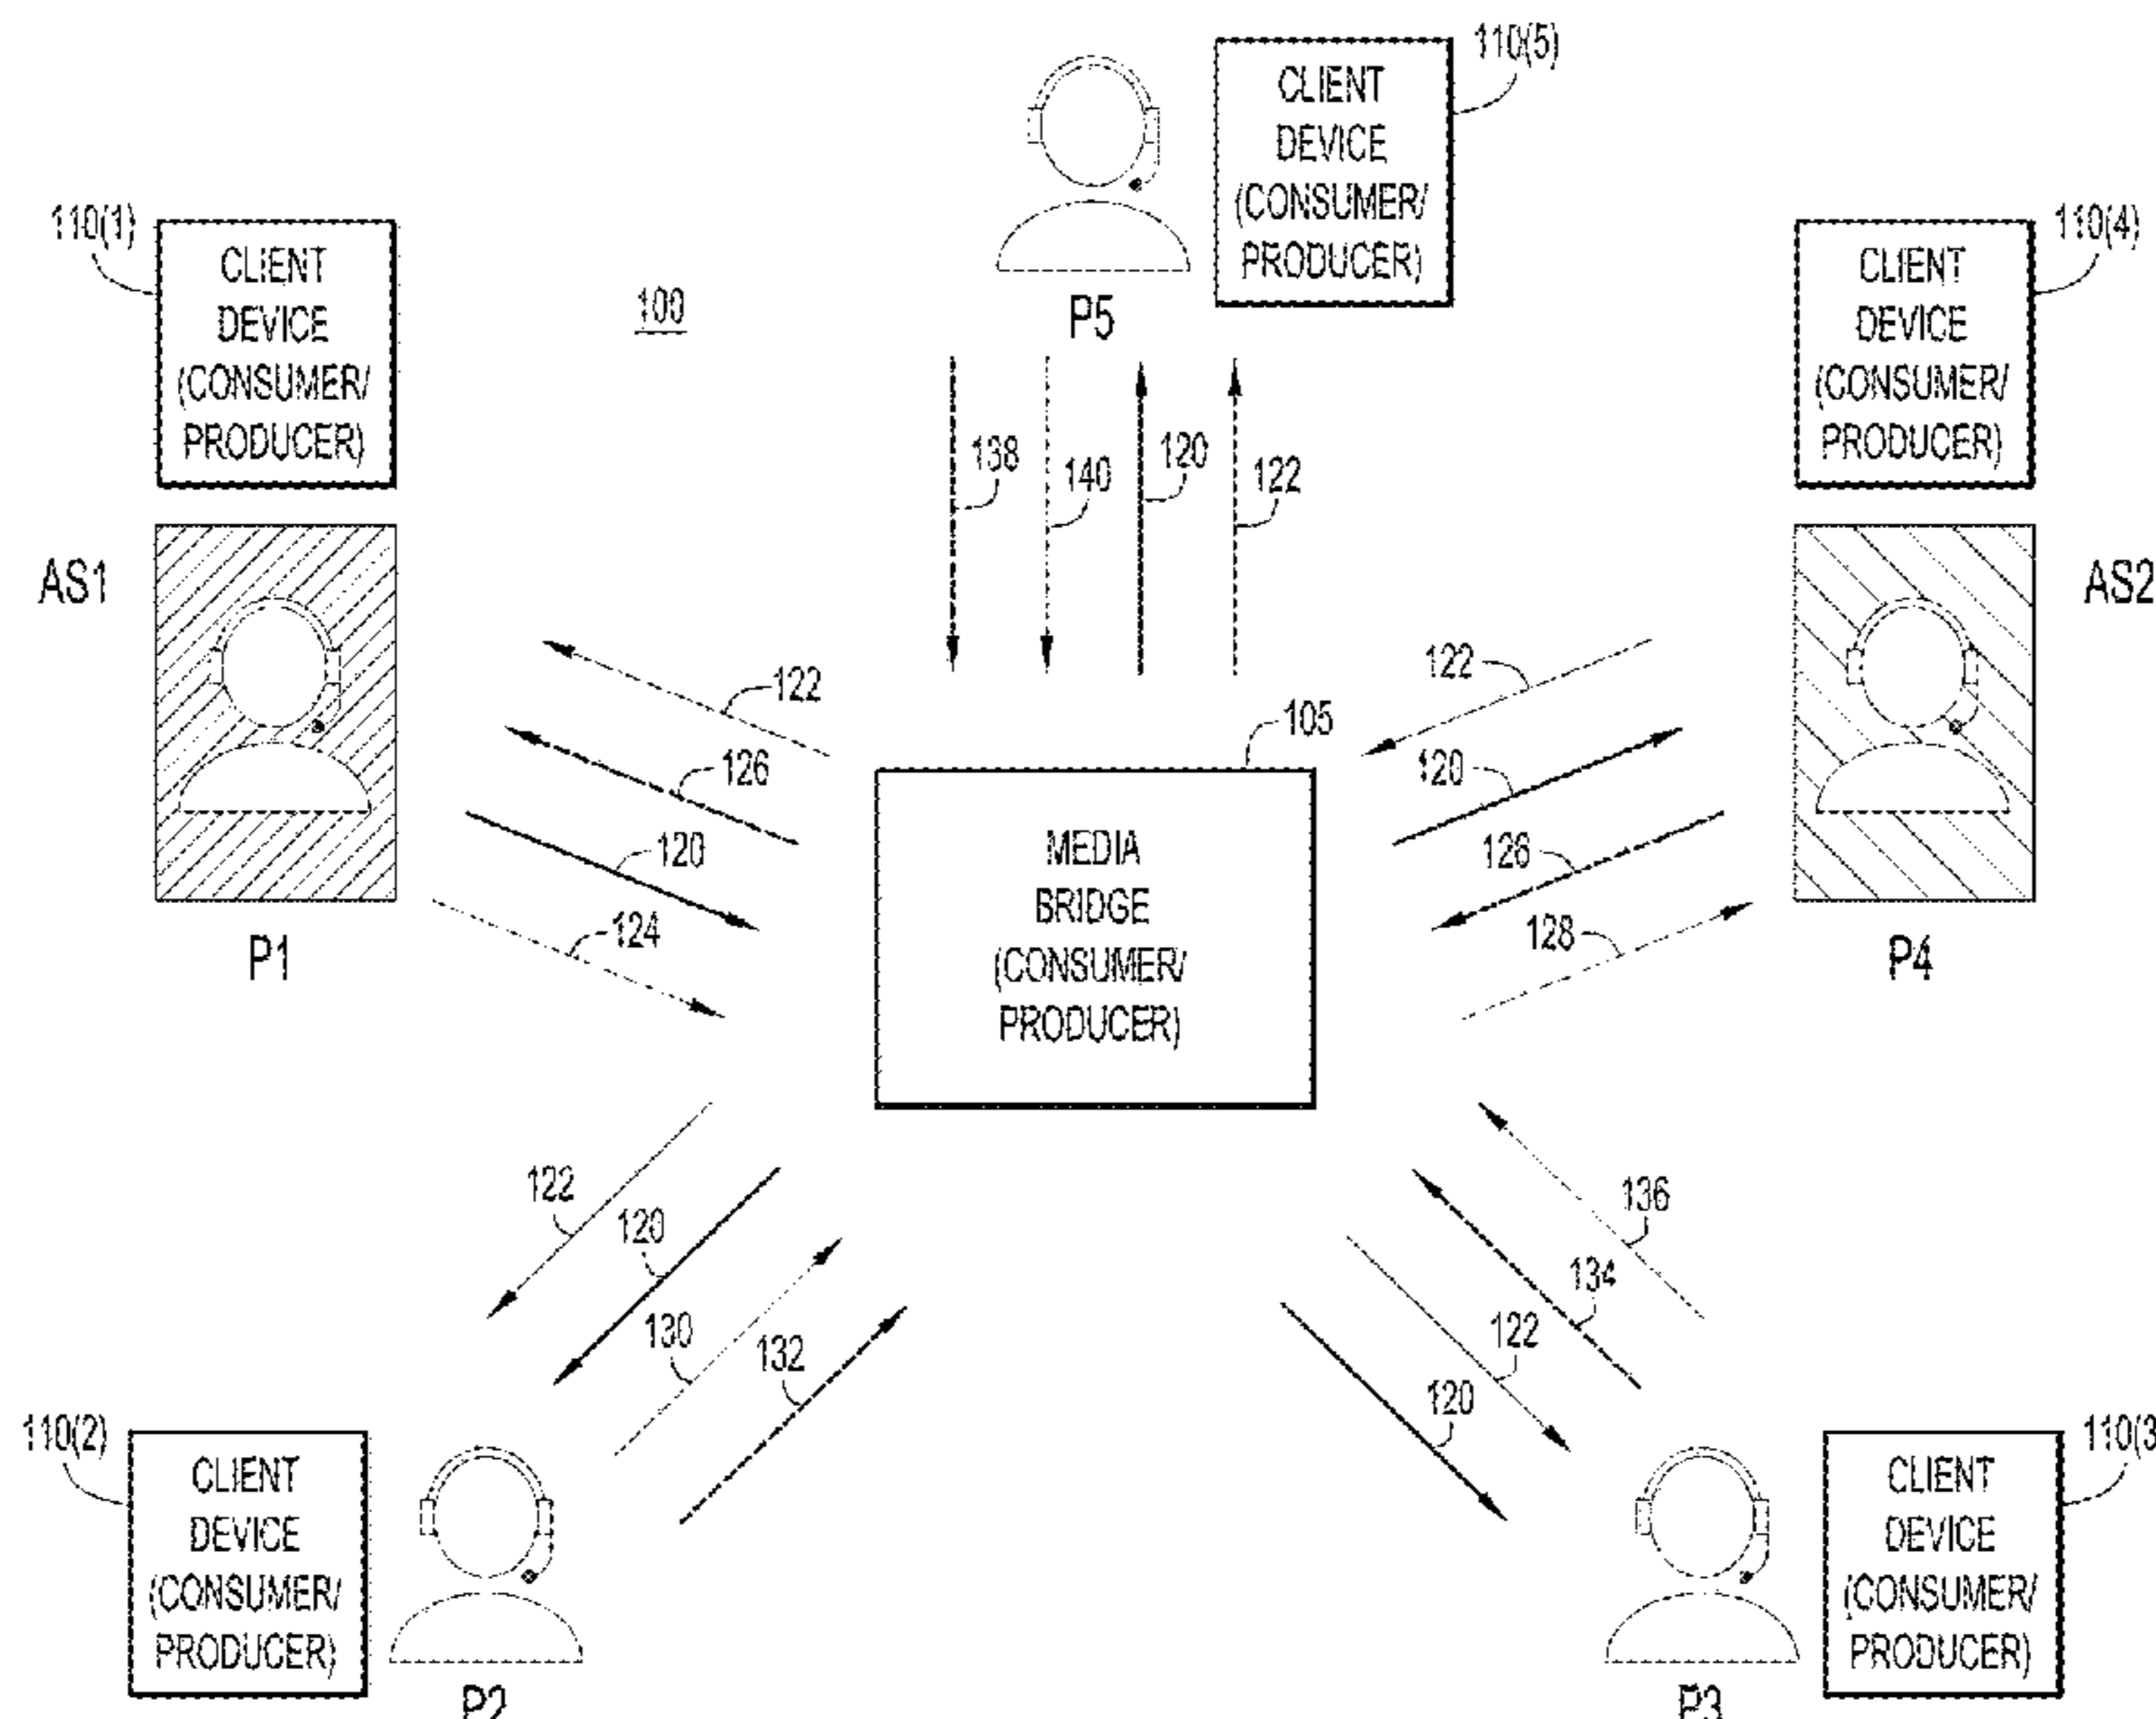 110(5)
CLIENT
DEVICE
(CONSUMER/
PRODUCER)
P5
110(1)
CLIENT
DEVICE
(CONSUMER/
PRODUCER)
100
110(4)
CLIENT
DEVICE
(CONSUMER/
PRODUCER)
138
140
120
122
AS1
P1
AS2
P4
122
126
120
124
105
MEDIA
BRIDGE
(CONSUMER/
PRODUCER)
122
120
126
128
122
120
130
132
136
134
122
120
110(2)
CLIENT
DEVICE
(CONSUMER/
PRODUCER)
P2
110(3
CLIENT
DEVICE
(CONSUMER/
PRODUCER)
P3